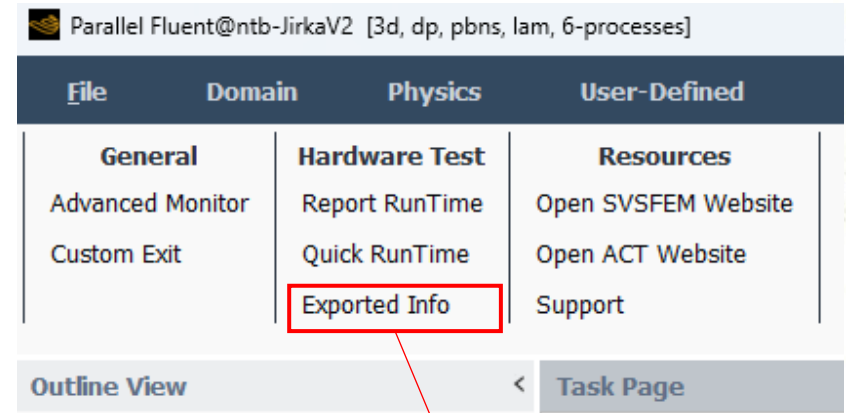 Parallel Fluent@ntb-JirkaV2 [3d, dp, pbns, lam, 6-processes]
File Domain Physics User-Defined
General Hardware Test Resources
Advanced Monitor Report RunTime Open SVSFEM Website
Custom Exit Quick RunTime Open ACT Website
Exported Info Support
Outline View < Task Page